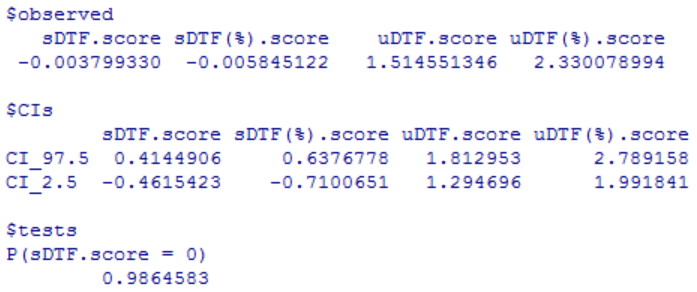 $observed
sDTF.score sDTF(%).score uDTF.score uDTF(%).score
-0.003799330 -0.005845122 1.514551346 2.330078994
$CIs
sDTF.score sDTF(%).score uDTF.score uDTF(%).score
CI_97.5 0.4144906 0.6376778 1.812953 2.789158
CI_2.5 -0.4615423 -0.7100651 1.294696 1.991841
$tests
P(sDTF.score = 0)
0.9864583